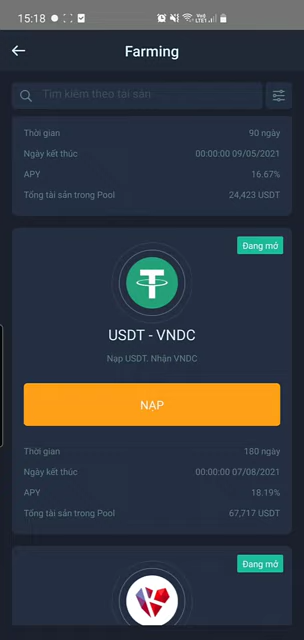 15:18
Farming
Tìm kiếm theo tài sản
Thời gian 90 ngày
Ngày kết thúc 00:00:00 09/05/2021
APY 16.67%
Tổng tài sản trong Pool 24,423 USDT
Đang mở
USDT - VNDC
Nạp USDT. Nhận VNDC
NẠP
Thời gian 180 ngày
Ngày kết thúc 00:00:00 07/08/2021
APY 18.19%
Tổng tài sản trong Pool 67,717 USDT
Đang mở